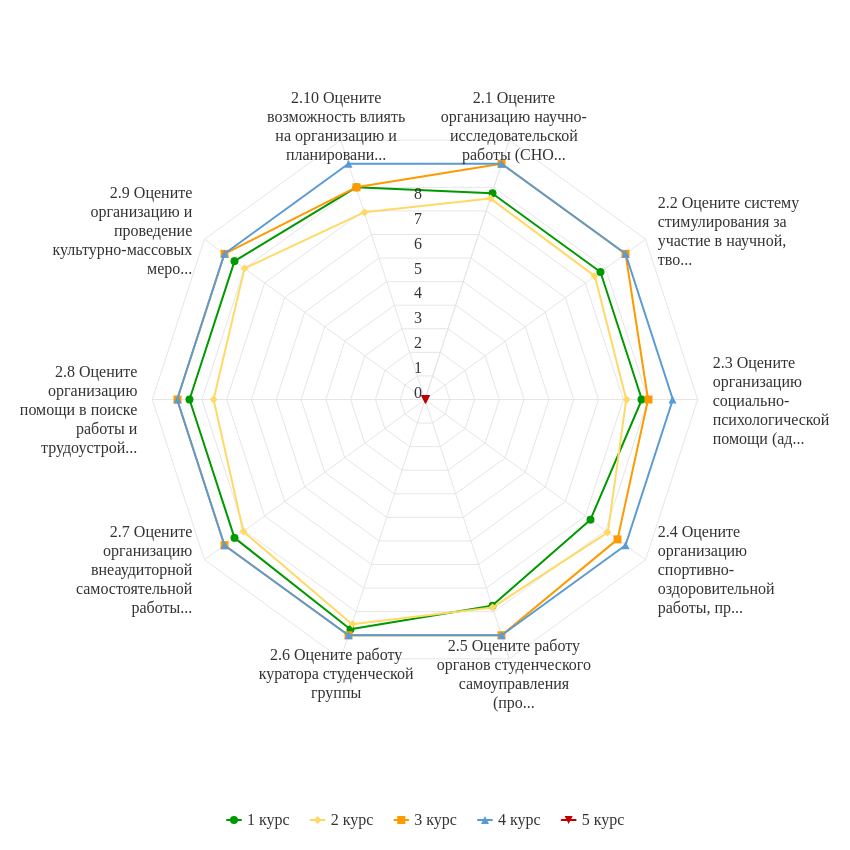 2.10 Оцените
возможность влиять
на организацию и
планировани...
2.1 Оцените
организацию научно-
исследовательской
работы (СНО...
2.9 Оцените
организацию и
проведение
культурно-массовых
меро...
2.2 Оцените систему
стимулирования за
участие в научной,
тво...
8
7
6
5
4
3
2
1
0
2.8 Оцените
организацию
помощи в поиске
работы и
трудоустрой...
2.3 Оцените
организацию
социально-
психологической
помощи (ад...
2.7 Оцените
организацию
внеаудиторной
самостоятельной
работы...
2.4 Оцените
организацию
спортивно-
оздоровительной
работы, пр...
2.6 Оцените работу
куратора студенческой
группы
2.5 Оцените работу
органов студенческого
самоуправления
(про...
1 курс 2 курс 3 курс 4 курс 5 курс